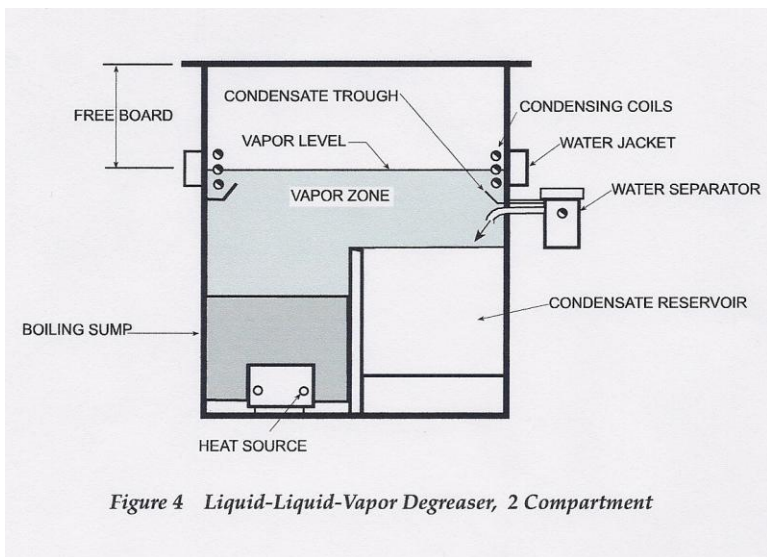 CONDENSATE TROUGH
CONDENSING COILS
FREE BOARD
VAPOR LEVEL
WATER JACKET
VAPOR ZONE
WATER SEPARATOR
CONDENSATE RESERVOIR
BOILING SUMP
HEAT SOURCE
Figure 4 Liquid-Liquid-Vapor Degreaser, 2 Compartment